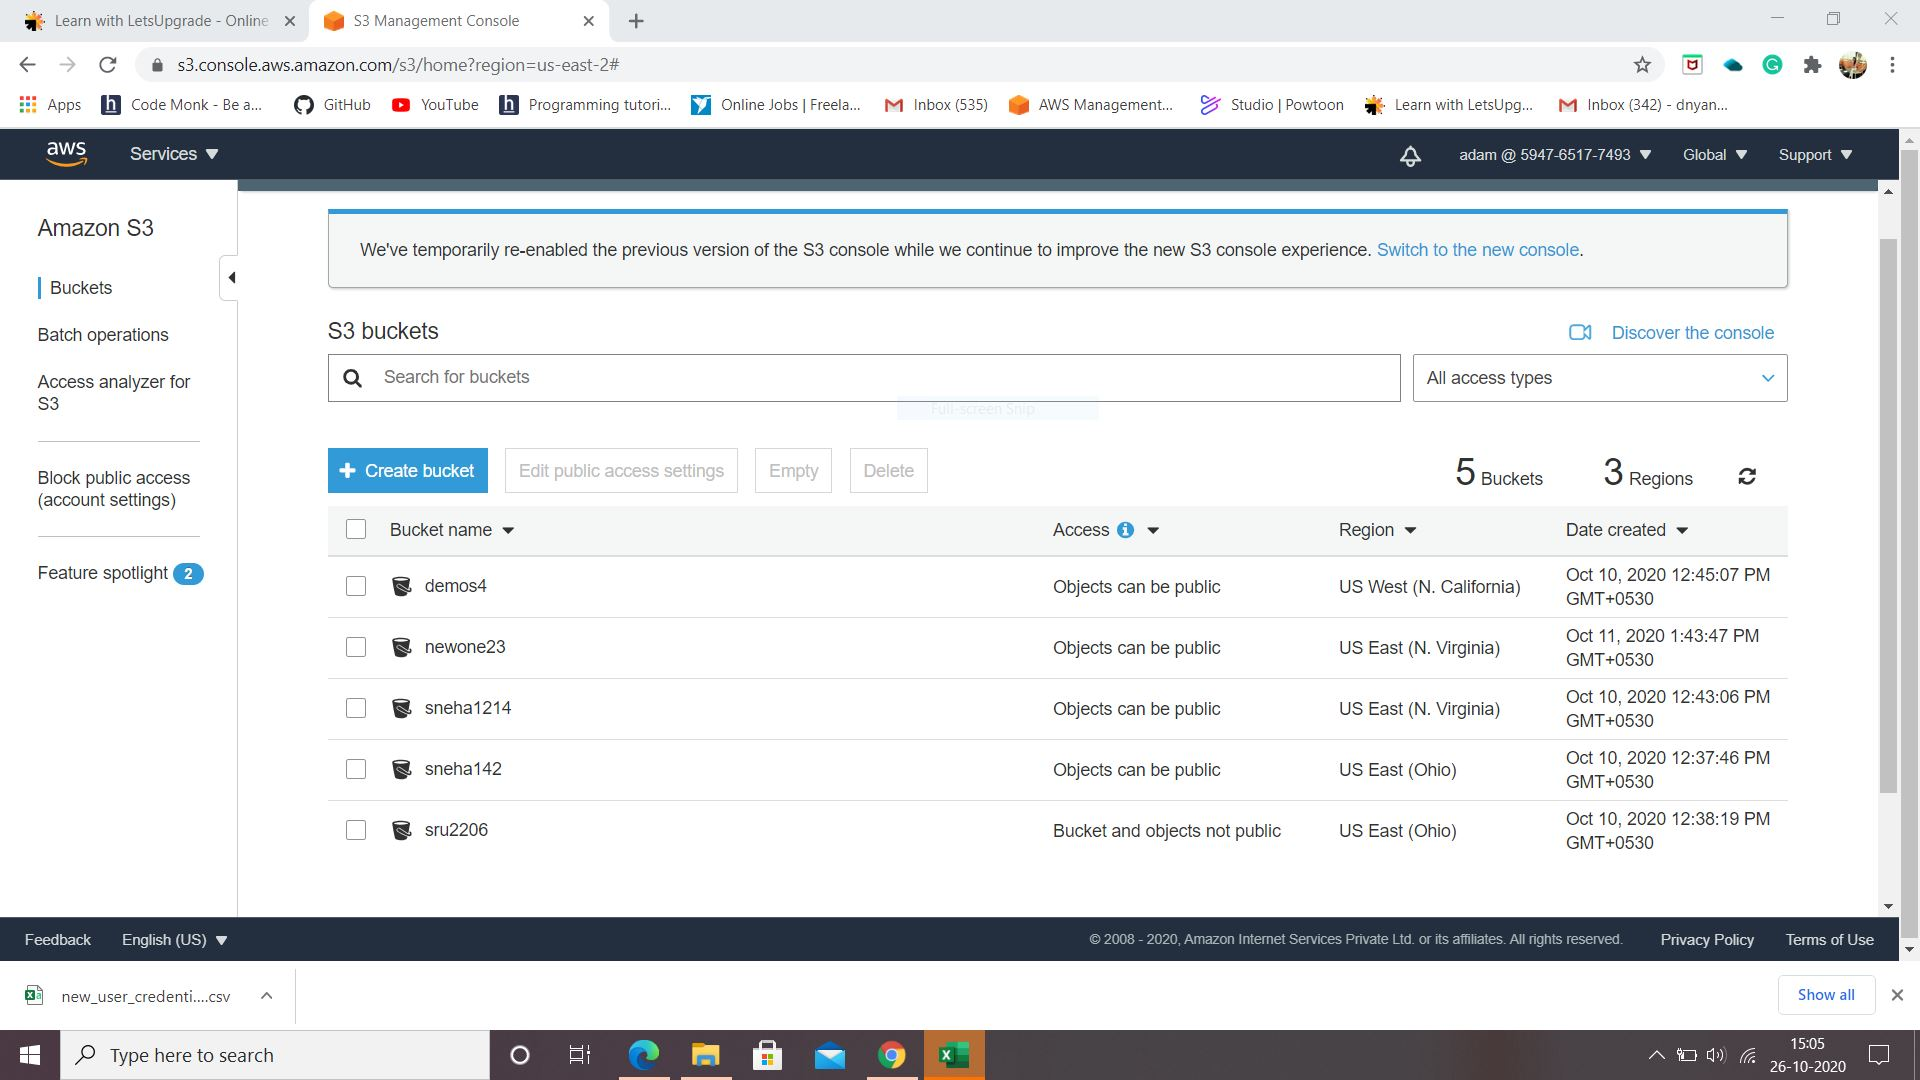 Learn with LetsUpgrade - Online
S3 Management Console
s3.console.aws.amazon.com/s3/home?region=us-east-2#
Apps
Code Monk - Be a...
GitHub
YouTube
Programming tutori...
Online Jobs | Freela...
Inbox (535)
AWS Management...
Studio | Powtoon
Learn with LetsUpg...
Inbox (342) - dnyan...
aws
Services
adam @ 5947-6517-7493
Global
Support
Amazon S3
Buckets
Batch operations
Access analyzer for
S3
Block public access
(account settings)
Feature spotlight 2
We've temporarily re-enabled the previous version of the S3 console while we continue to improve the new S3 console experience. Switch to the new console.
S3 buckets
Discover the console
Search for buckets
All access types
Full-screen Snip
+ Create bucket
Edit public access settings
Empty
Delete
5 Buckets
3 Regions
Bucket name
Access
Region
Date created
demos4
Objects can be public
US West (N. California)
Oct 10, 2020 12:45:07 PM
GMT+0530
newone23
Objects can be public
US East (N. Virginia)
Oct 11, 2020 1:43:47 PM
GMT+0530
sneha1214
Objects can be public
US East (N. Virginia)
Oct 10, 2020 12:43:06 PM
GMT+0530
sneha142
Objects can be public
US East (Ohio)
Oct 10, 2020 12:37:46 PM
GMT+0530
sru2206
Bucket and objects not public
US East (Ohio)
Oct 10, 2020 12:38:19 PM
GMT+0530
Feedback
English (US)
© 2008 - 2020, Amazon Internet Services Private Ltd. or its affiliates. All rights reserved.
Privacy Policy
Terms of Use
new_user_credenti....csv
Show all
Type here to search
15:05
26-10-2020